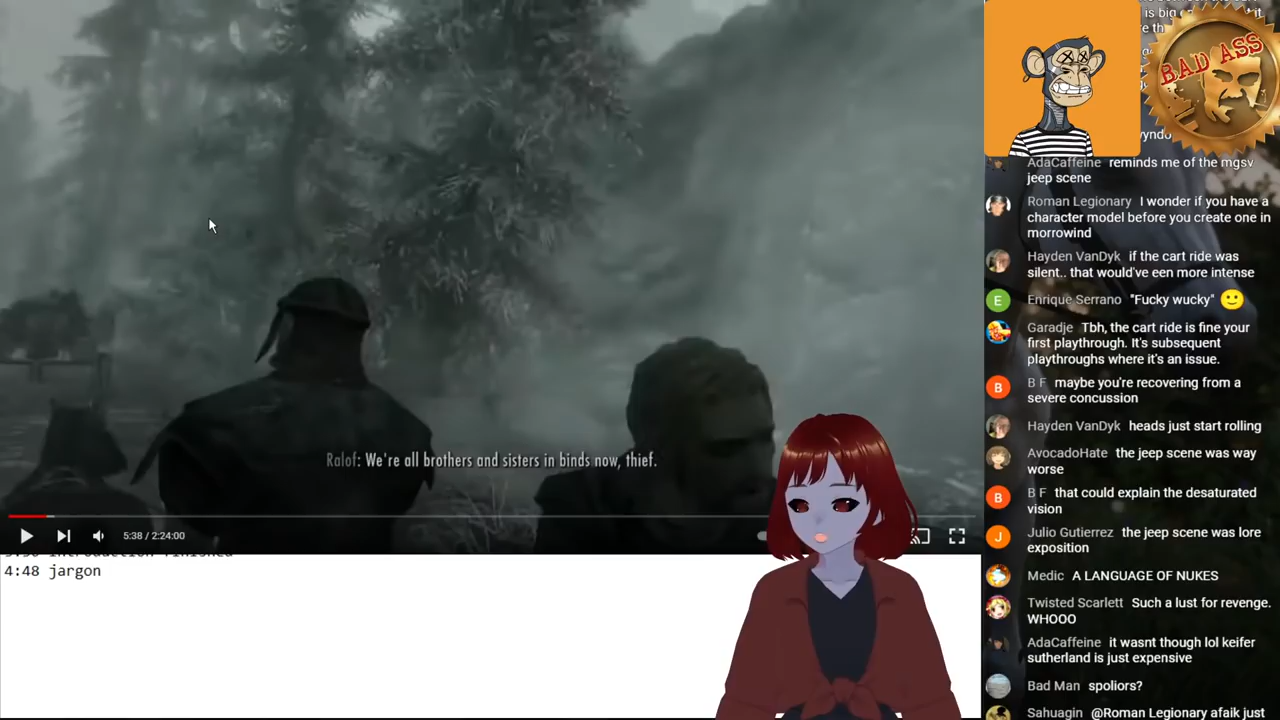 Ralof: We're all brothers and sisters in binds now, thief.
5:38 / 2:24:00
4:48 jargon
BAD ASS
AdaCaffeine reminds me of the mgsv
jeep scene
Roman Legionary I wonder if you have a
character model before you create one in
morrowind
Hayden VanDyk if the cart ride was
silent.. that would've een more intense
E
Enrique Serrano "Fucky wucky" 🙂
Garadje Tbh, the cart ride is fine your
first playthrough. It's subsequent
playthroughs where it's an issue.
B
B F maybe you're recovering from a
severe concussion
Hayden VanDyk heads just start rolling
AvocadoHate the jeep scene was way
worse
B
B F that could explain the desaturated
vision
J
Julio Gutierrez the jeep scene was lore
exposition
Medic A LANGUAGE OF NUKES
Twisted Scarlett Such a lust for revenge.
WHOOO
AdaCaffeine it wasnt though lol keifer
sutherland is just expensive
Bad Man spoliors?
Sahuagin @Roman Legionary afaik just